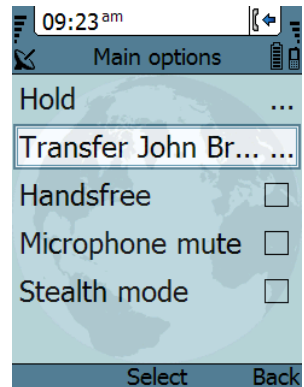 09:23 am
Main options
Hold ...
Transfer John Br... ...
Handsfree
Microphone mute
Stealth mode
Select Back